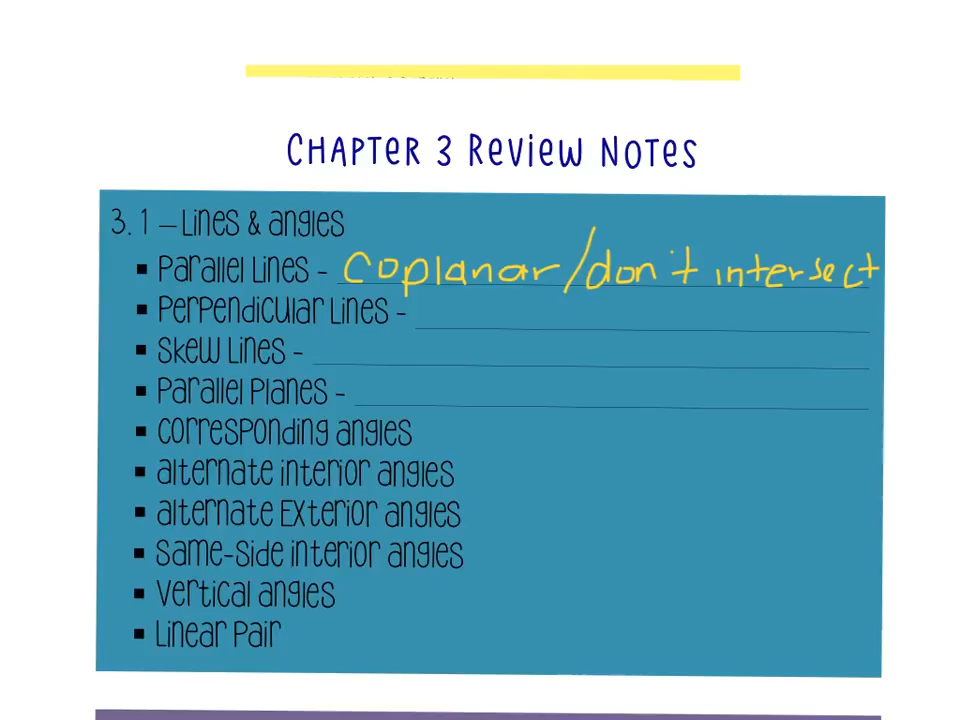 Chapter 3 Review Notes
3.1 – Lines & angles
▪ Parallel Lines - Coplanar/don't intersect
▪ Perpendicular Lines -
▪ Skew Lines -
▪ Parallel Planes -
▪ Corresponding angles
▪ alternate interior angles
▪ alternate Exterior angles
▪ Same-Side interior angles
▪ Vertical angles
▪ Linear Pair